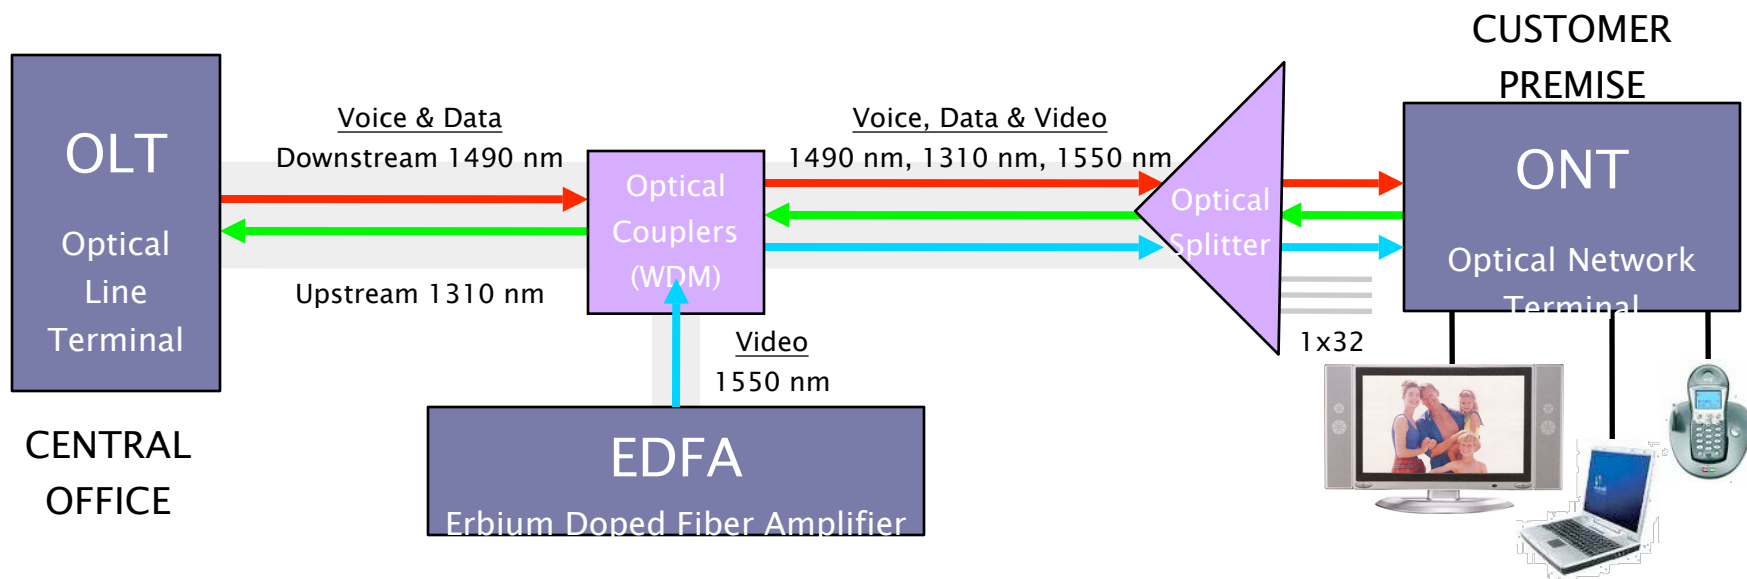 CUSTOMER
PREMISE
OLT
Optical
Line
Terminal
CENTRAL
OFFICE
Voice & Data
Downstream 1490 nm
Upstream 1310 nm
Optical
Couplers
(WDM)
Video
1550 nm
EDFA
Erbium Doped Fiber Amplifier
Voice, Data & Video
1490 nm, 1310 nm, 1550 nm
Optical
Splitter
1x32
ONT
Optical Network
Terminal